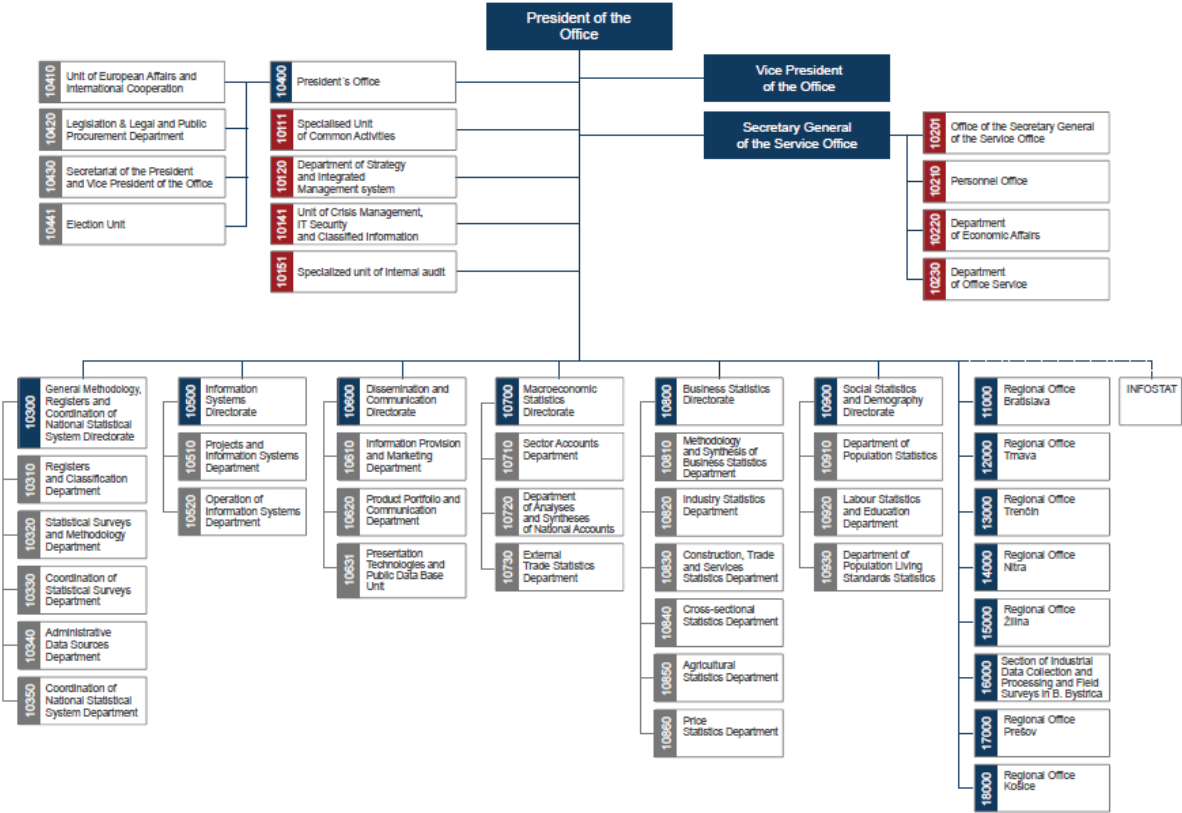 President of the
Office
Vice President
of the Office
Secretary General
of the Service Office
10410
Unit of European Affairs and
International Cooperation
10420
Legislation & Legal and Public
Procurement Department
10430
Secretariat of the President
and Vice President of the Office
10441
Election Unit
10400
President´s Office
10111
Specialised Unit
of Common Activities
10120
Department of Strategy
and Integrated
Management system
10141
Unit of Crisis Management,
IT Security
and Classified Information
10151
Specialized unit of internal audit
10201
Office of the Secretary General
of the Service Office
10210
Personnel Office
10220
Department
of Economic Affairs
10230
Department
of Office Service
10300
General Methodology,
Registers and
Coordination of
National Statistical
System Directorate
10310
Registers
and Classification
Department
10320
Statistical Surveys
and Methodology
Department
10330
Coordination of
Statistical Surveys
Department
10340
Administrative
Data Sources
Department
10350
Coordination of
National Statistical
System Department
10500
Information
Systems
Directorate
10510
Projects and
Information Systems
Department
10520
Operation of
Information Systems
Department
10600
Dissemination and
Communication
Directorate
10610
Information Provision
and Marketing
Department
10620
Product Portfolio and
Communication
Department
10631
Presentation
Technologies and
Public Data Base
Unit
10700
Macroeconomic
Statistics
Directorate
10710
Sector Accounts
Department
10720
Department
of Analyses
and Syntheses
of National Accounts
10730
External
Trade Statistics
Department
10800
Business Statistics
Directorate
10810
Methodology
and Synthesis of
Business Statistics
Department
10820
Industry Statistics
Department
10830
Construction, Trade
and Services
Statistics Department
10840
Cross-sectional
Statistics Department
10850
Agricultural
Statistics Department
10860
Price
Statistics Department
10900
Social Statistics
and Demography
Directorate
10910
Department of
Population Statistics
10920
Labour Statistics
and Education
Department
10930
Department of
Population Living
Standards Statistics
11000
Regional Office
Bratislava
12000
Regional Office
Trnava
13000
Regional Office
Trenčín
14000
Regional Office
Nitra
15000
Regional Office
Žilina
16000
Section of Industrial
Data Collection and
Processing and Field
Surveys in B. Bystrica
17000
Regional Office
Prešov
18000
Regional Office
Košice
INFOSTAT